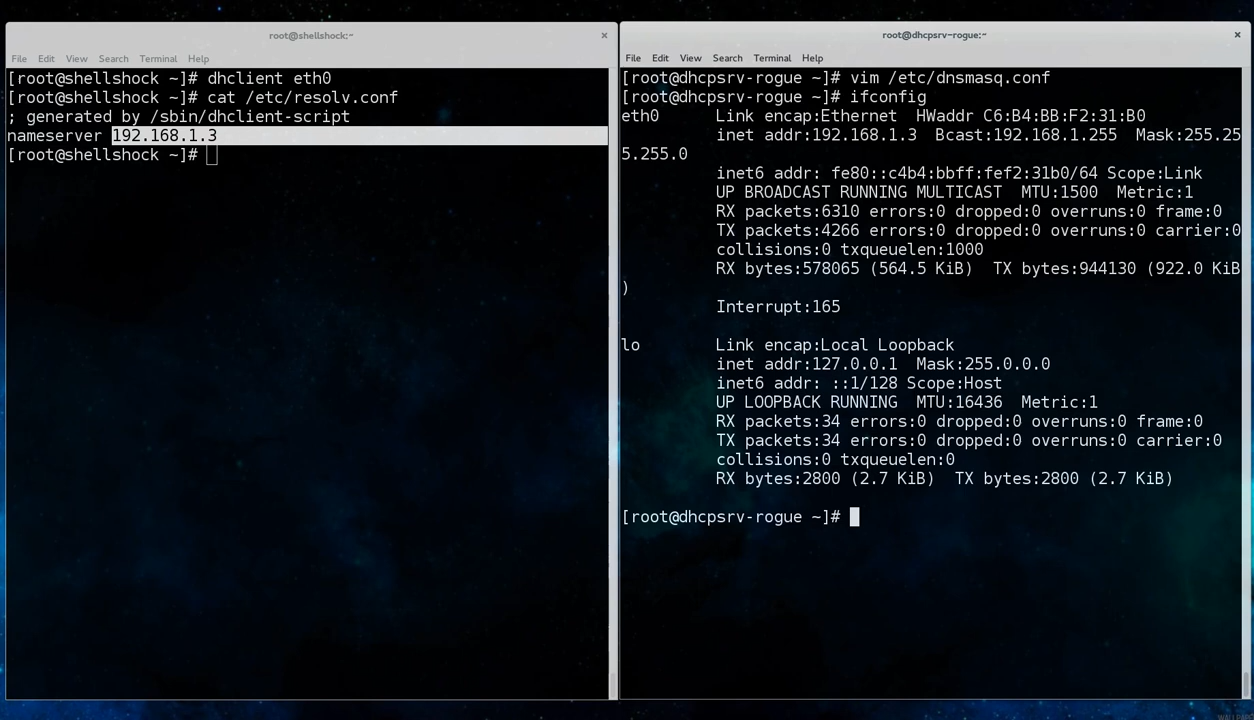 root@shellshock:~
File Edit View Search Terminal Help
[root@shellshock ~]# dhclient eth0
[root@shellshock ~]# cat /etc/resolv.conf
; generated by /sbin/dhclient-script
nameserver 192.168.1.3
[root@shellshock ~]#
root@dhcpsrv-rogue:~
File Edit View Search Terminal Help
[root@dhcpsrv-rogue ~]# vim /etc/dnsmasq.conf
[root@dhcpsrv-rogue ~]# ifconfig
eth0      Link encap:Ethernet  HWaddr C6:B4:BB:F2:31:B0
          inet addr:192.168.1.3  Bcast:192.168.1.255  Mask:255.25
5.255.0
          inet6 addr: fe80::c4b4:bbff:fef2:31b0/64 Scope:Link
          UP BROADCAST RUNNING MULTICAST  MTU:1500  Metric:1
          RX packets:6310 errors:0 dropped:0 overruns:0 frame:0
          TX packets:4266 errors:0 dropped:0 overruns:0 carrier:0
          collisions:0 txqueuelen:1000
          RX bytes:578065 (564.5 KiB)  TX bytes:944130 (922.0 KiB
)
          Interrupt:165
lo        Link encap:Local Loopback
          inet addr:127.0.0.1  Mask:255.0.0.0
          inet6 addr: ::1/128 Scope:Host
          UP LOOPBACK RUNNING  MTU:16436  Metric:1
          RX packets:34 errors:0 dropped:0 overruns:0 frame:0
          TX packets:34 errors:0 dropped:0 overruns:0 carrier:0
          collisions:0 txqueuelen:0
          RX bytes:2800 (2.7 KiB)  TX bytes:2800 (2.7 KiB)
[root@dhcpsrv-rogue ~]#